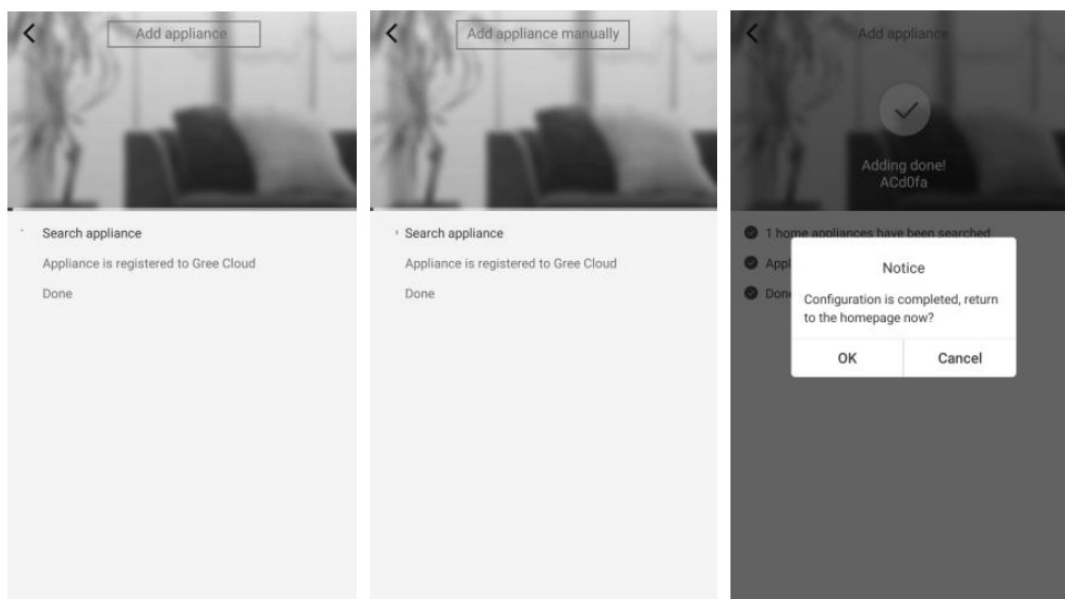 Add appliance
Search appliance
Appliance is registered to Gree Cloud
Done
Add appliance manually
Search appliance
Appliance is registered to Gree Cloud
Done
Add appliance
Adding done!
ACd0fa
1 home appliances have been searched
Appl
Done
Notice
Configuration is completed, return
to the homepage now?
OK
Cancel